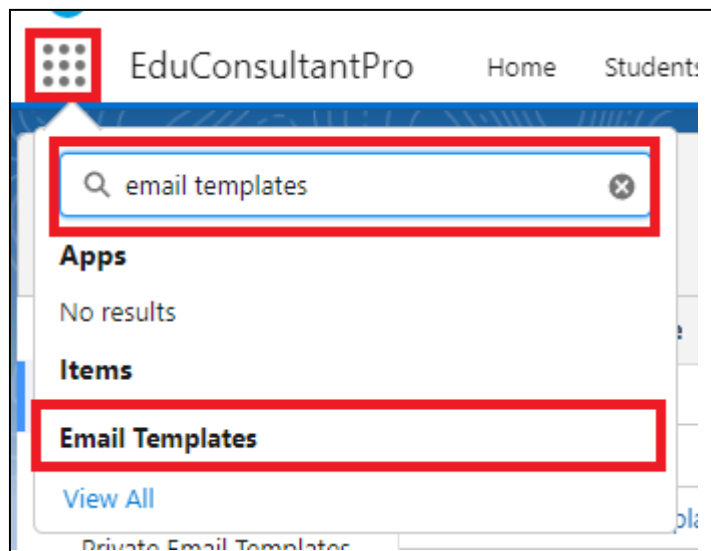 EduConsultantPro Home Students
email templates
Apps
No results
Items
Email Templates
View All
Private Email Templates